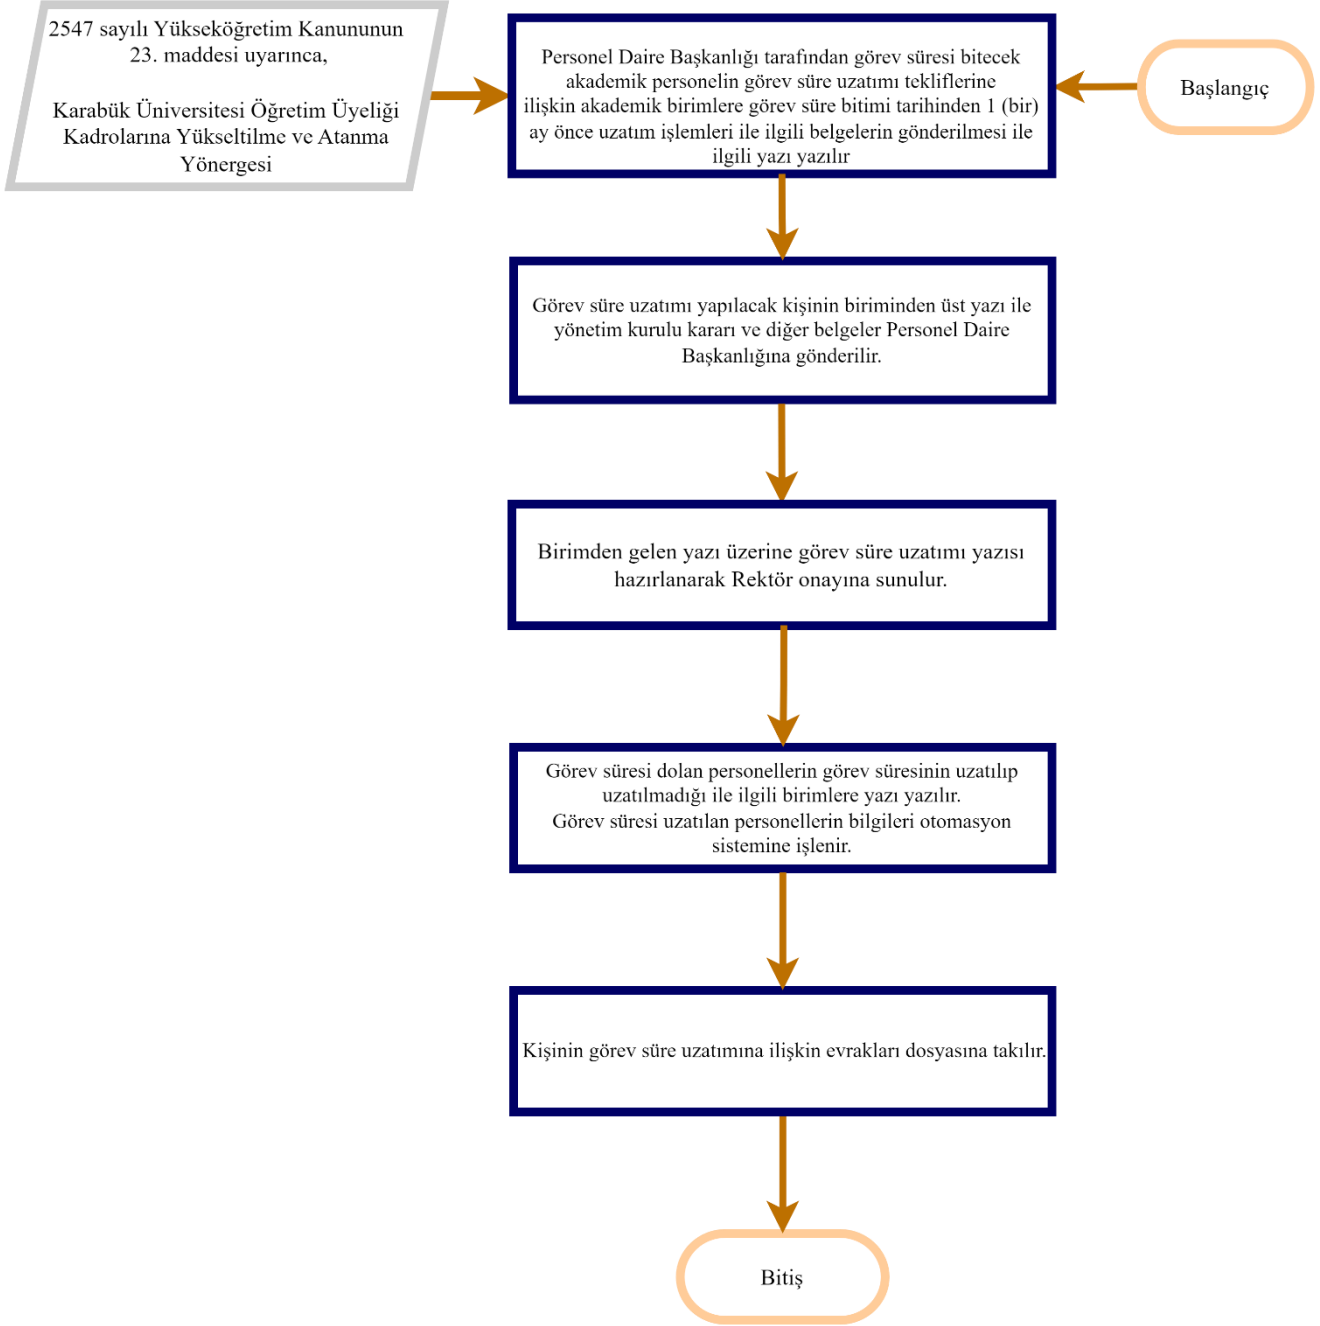 2547 sayılı Yükseköğretim Kanununun
23. maddesi uyarınca,
Karabük Üniversitesi Öğretim Üyeliği
Kadrolarına Yükseltilme ve Atanma
Yönergesi
Personel Daire Başkanlığı tarafından görev süresi bitecek
akademik personelin görev süre uzatımı tekliflerine
ilişkin akademik birimlere görev süre bitimi tarihinden 1 (bir)
ay önce uzatım işlemleri ile ilgili belgelerin gönderilmesi ile
ilgili yazı yazılır
Başlangıç
Görev süre uzatımı yapılacak kişinin biriminden üst yazı ile
yönetim kurulu kararı ve diğer belgeler Personel Daire
Başkanlığına gönderilir.
Birimden gelen yazı üzerine görev süre uzatımı yazısı
hazırlanarak Rektör onayına sunulur.
Görev süresi dolan personellerin görev süresinin uzatılıp
uzatılmadığı ile ilgili birimlere yazı yazılır.
Görev süresi uzatılan personellerin bilgileri otomasyon
sistemine işlenir.
Kişinin görev süre uzatımına ilişkin evrakları dosyasına takılır.
Bitiş